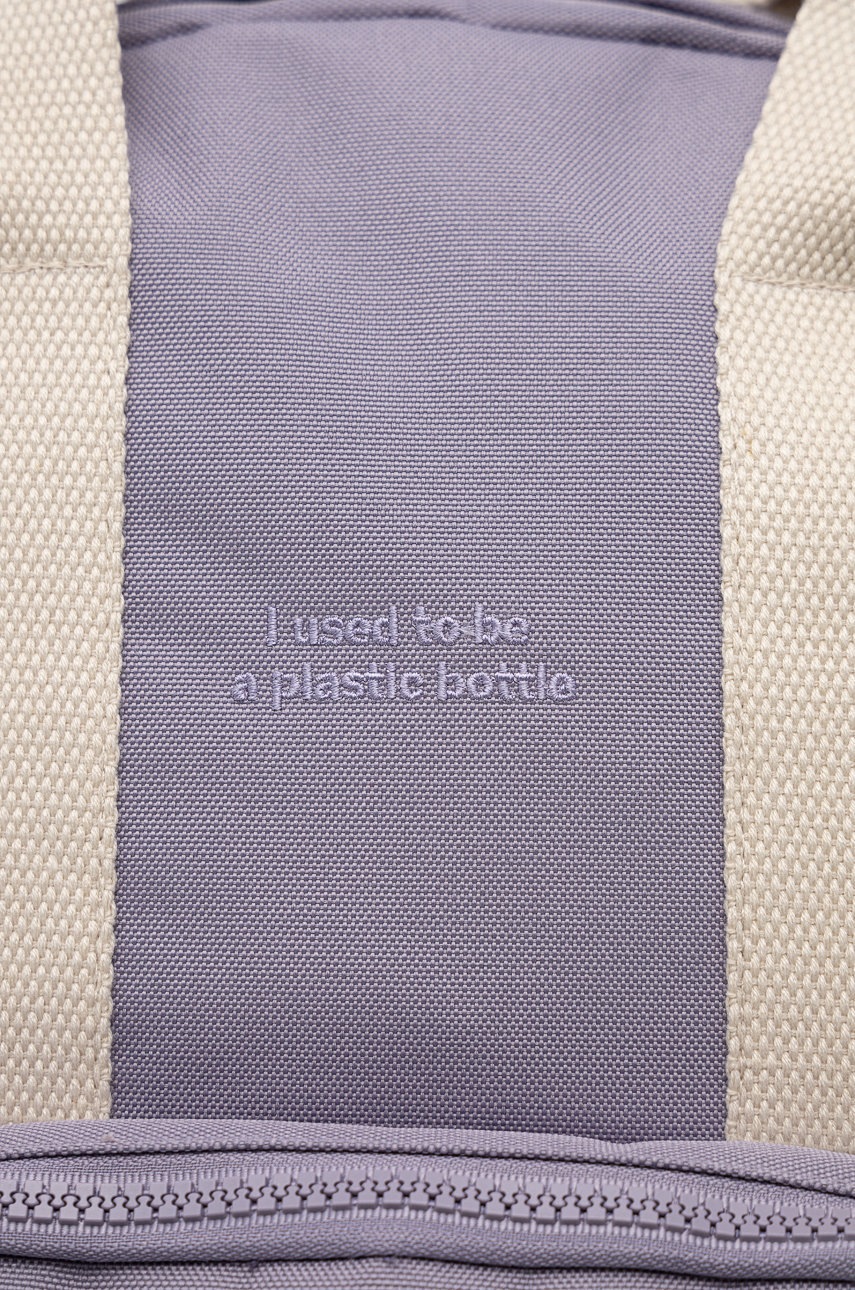 I used to be
a plastic bottle